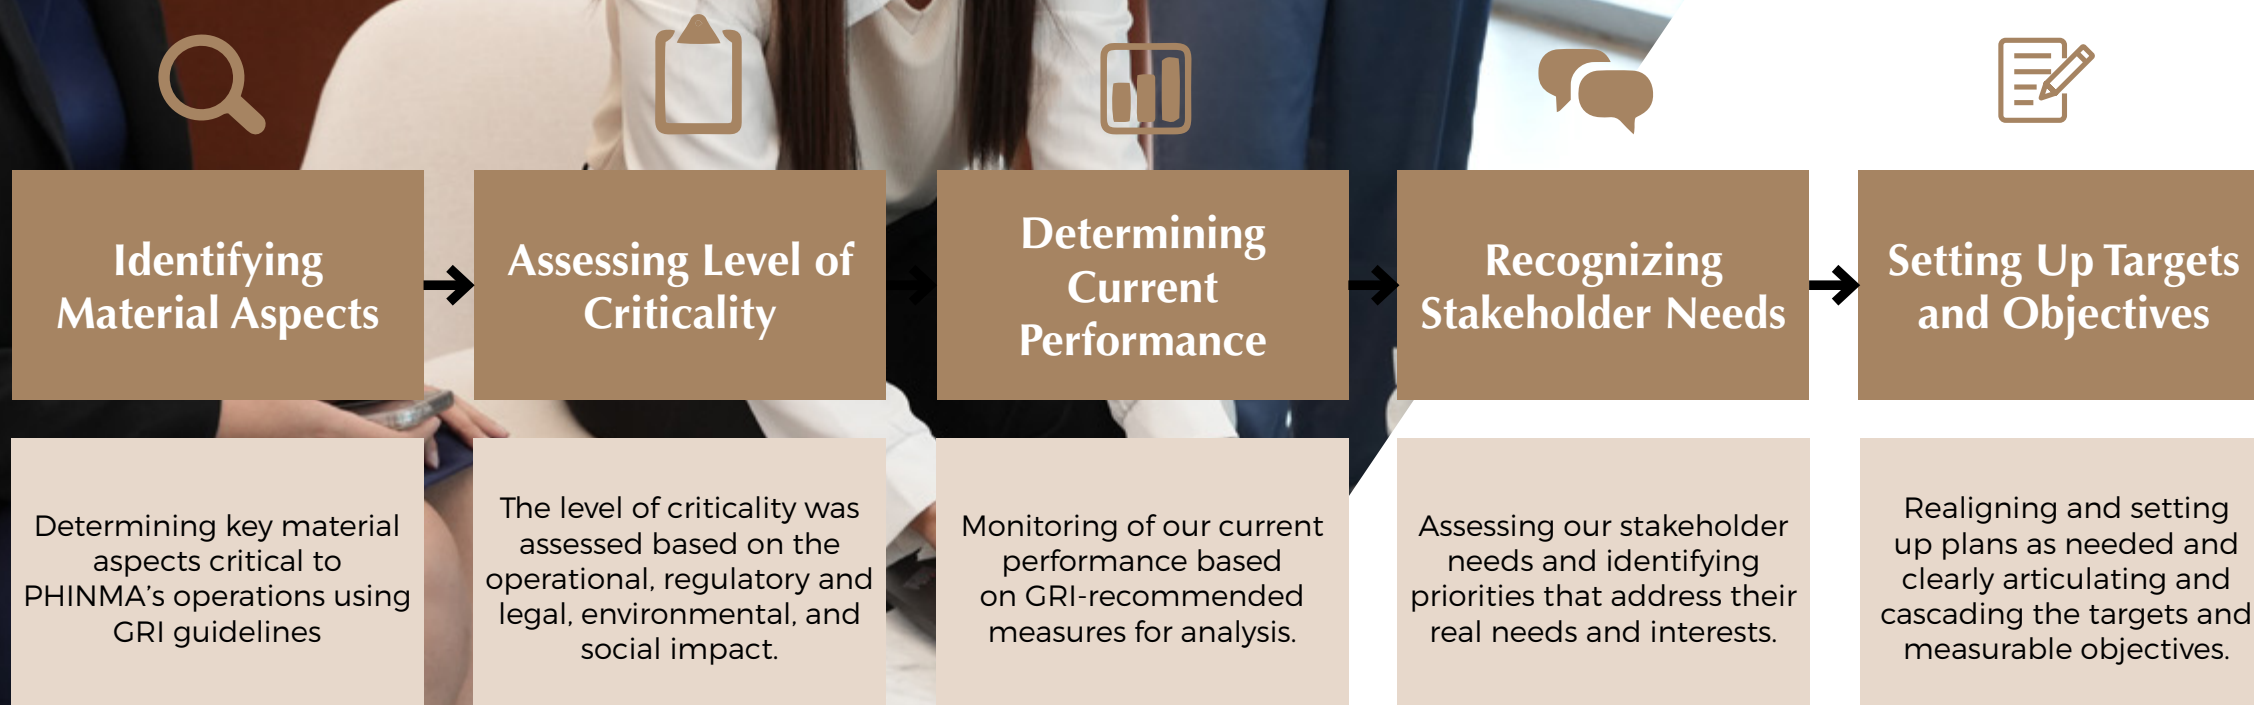 Identifying
Material Aspects
Assessing Level of
Criticality
Determining
Current
Performance
Recognizing
Stakeholder Needs
Setting Up Targets
and Objectives
Determining key material
aspects critical to
PHINMA's operations using
GRI guidelines
The level of criticality was
assessed based on the
operational, regulatory and
legal, environmental, and
social impact.
Monitoring of our current
performance based
on GRI-recommended
measures for analysis.
Assessing our stakeholder
needs and identifying
priorities that address their
real needs and interests.
Realigning and setting
up plans as needed and
clearly articulating and
cascading the targets and
measurable objectives.